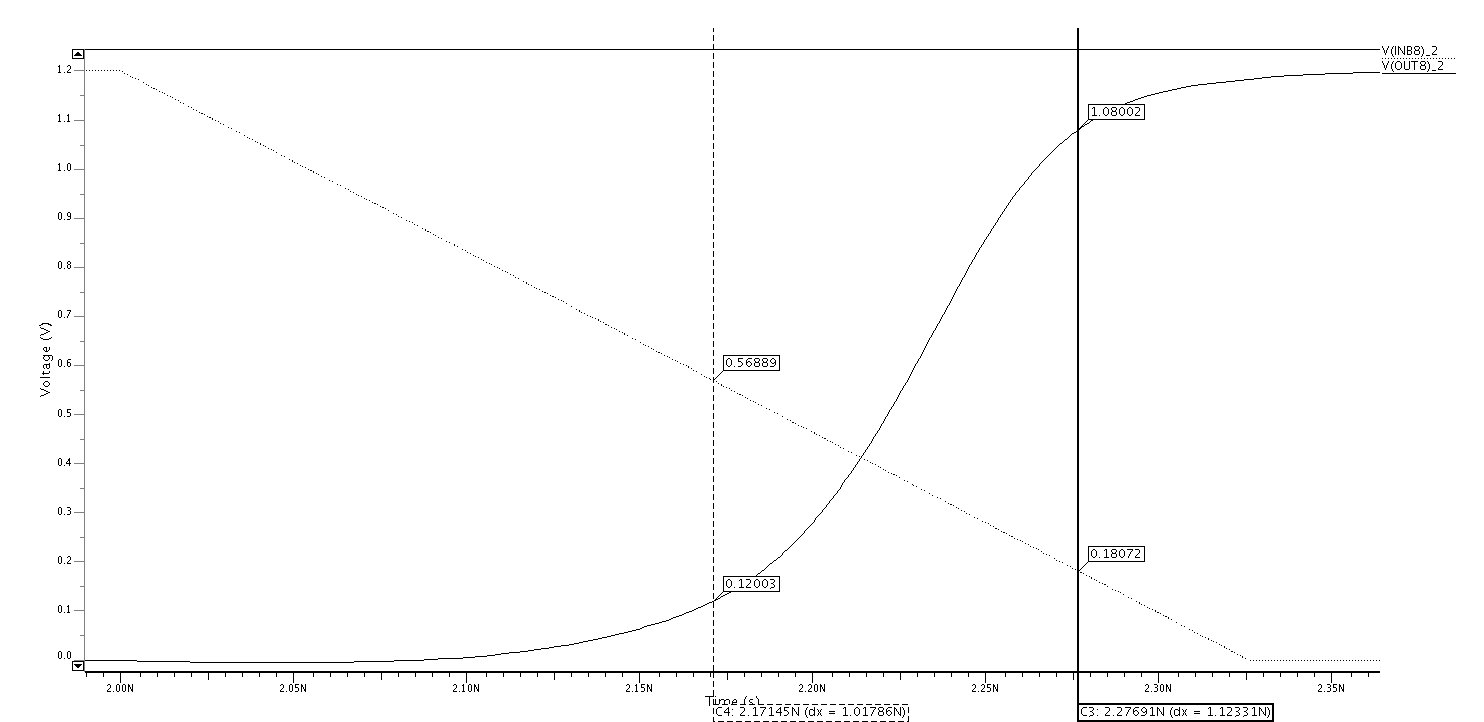 V(INB8)_2
V(OUT8)_2
1.2
1.1
1.0
0.9
0.8
0.7
0.6
0.5
0.4
0.3
0.2
0.1
0.0
Voltage (V)
1.08002
0.56889
0.18072
0.12003
2.00N
2.05N
2.10N
2.15N
2.20N
2.25N
2.30N
2.35N
Time (s)
C4: 2.17145N (dx = 1.01786N)
C3: 2.27691N (dx = 1.12331N)